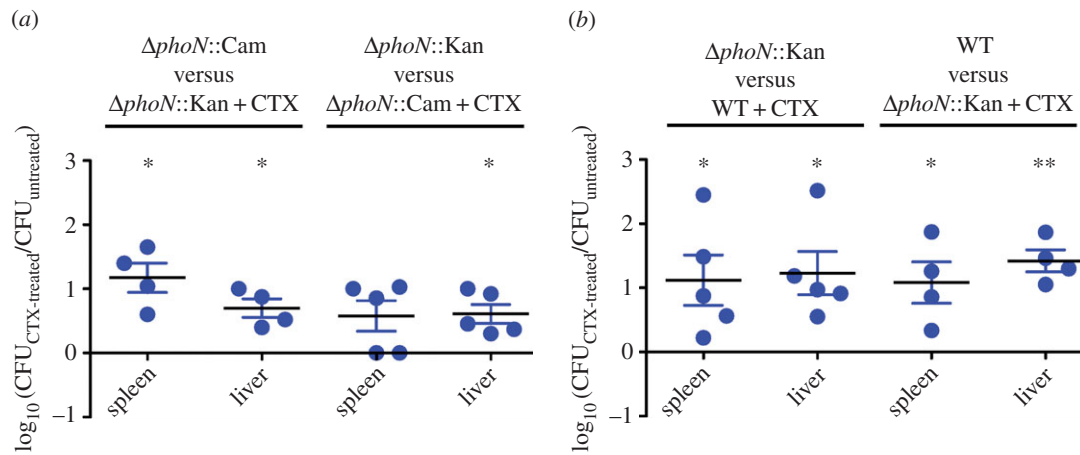 (a)
ΔphoN::Cam
versus
ΔphoN::Kan + CTX
ΔphoN::Kan
versus
ΔphoN::Cam + CTX
* * *
log10 (CFUCTX-treated/CFUuntreated)
3
2
1
0
–1
spleen
liver
spleen
liver
(b)
ΔphoN::Kan
versus
WT + CTX
WT
versus
ΔphoN::Kan + CTX
* * * **
log10 (CFUCTX-treated/CFUuntreated)
3
2
1
0
–1
spleen
liver
spleen
liver